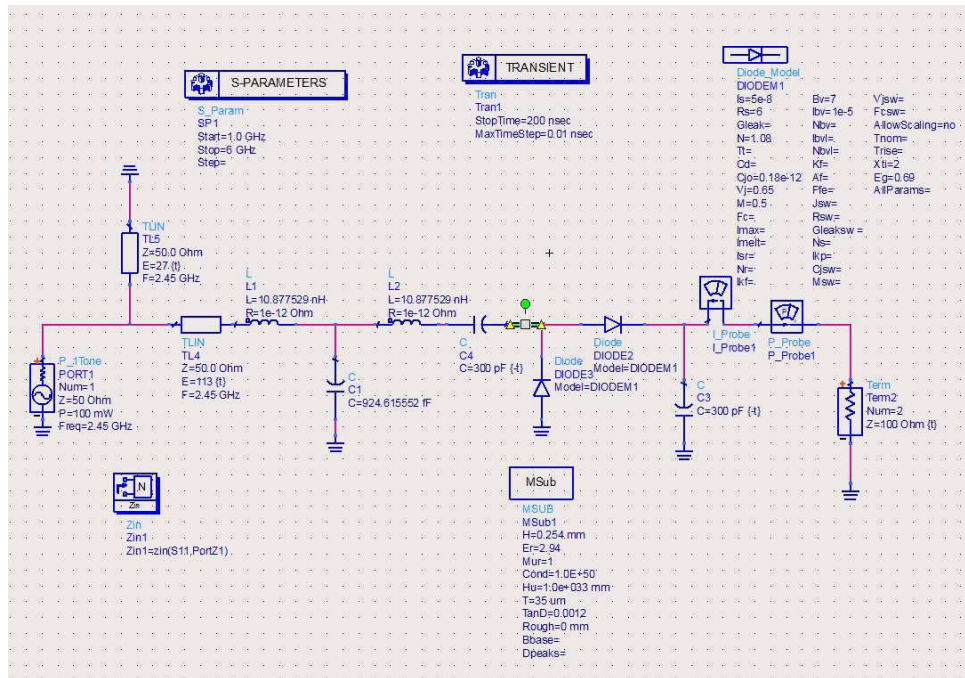 S-PARAMETERS
S_Param
SP1
Start=1.0 GHz
Stop=6 GHz
Step=
TRANSIENT
Tran
Tran1
StopTime=200 nsec
MaxTimeStep=0.01 nsec
Diode_Model
DIODEM1
Is=5e-8 Bv=7 Vjsw=
Rs=6 Ibv=1e-5 Fcsw=
Gleak= Nbv= AllowScaling=no
N=1.08 Ibvl= Tnom=
Tt= Nbvl= Trise=
Cd= Kf= Xti=2
Cjo=0.18e-12 Af= Eg=0.69
Vj=0.65 Ffe= AllParams=
M=0.5 Jsw=
Fc= Rsw=
Imax= Gleaksw=
Imelt= Ns=
Isr= Ikp=
Nr= Cjsw=
Ikf= Msw=
TLIN
TL5
Z=50.0 Ohm
E=27 {t}
F=2.45 GHz
L
L1
L=10.877529 nH
R=1e-12 Ohm
L
L2
L=10.877529 nH
R=1e-12 Ohm
TLIN
TL4
Z=50.0 Ohm
E=113 {t}
F=2.45 GHz
P_1Tone
PORT1
Num=1
Z=50 Ohm
P=100 mW
Freq=2.45 GHz
C
C1
C=924.615552 fF
C
C4
C=300 pF {-t}
Diode
DIODE3
Model=DIODEM1
Diode
DIODE2
Model=DIODEM1
C
C3
C=300 pF {-t}
I_Probe
I_Probe1
P
P_Probe
P_Probe1
Term
Term2
Num=2
Z=100 Ohm {t}
N
Zin
Zin
Zin1
Zin1=zin(S11,PortZ1)
MSub
MSUB
MSub1
H=0.254 mm
Er=2.94
Mur=1
Cond=1.0E+50
Hu=1.0e+033 mm
T=35 um
TanD=0.0012
Rough=0 mm
Bbase=
Dpeaks=